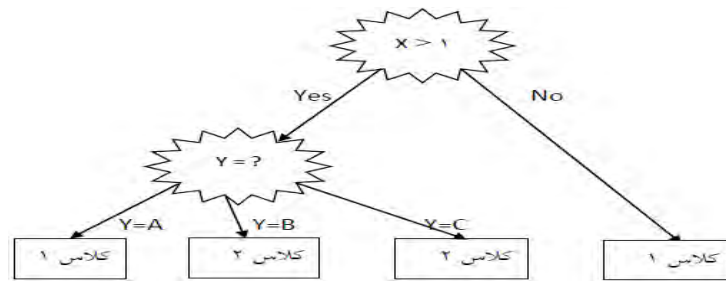 X > ۱
Yes
No
Y = ?
Y=A
Y=B
Y=C
کلاس ۱
کلاس ۲
کلاس ۲
کلاس ۱